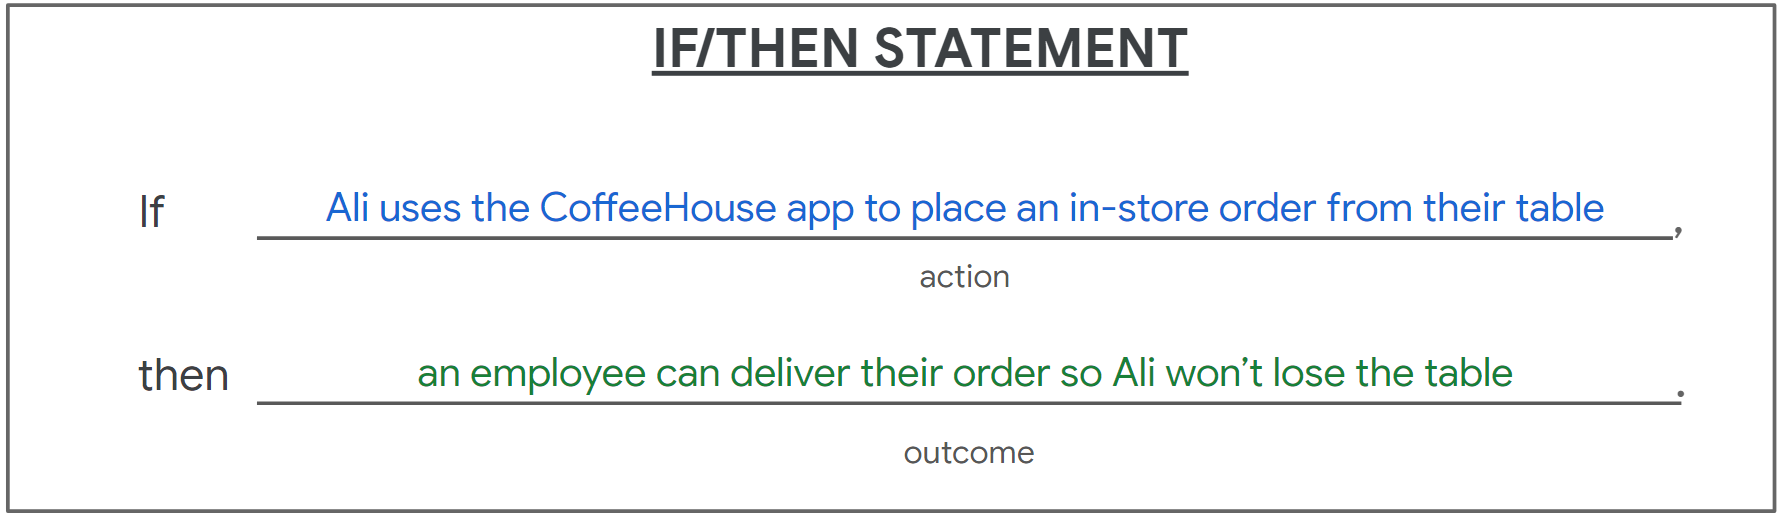 IF/THEN STATEMENT
If Ali uses the CoffeeHouse app to place an in-store order from their table,
action
then an employee can deliver their order so Ali won’t lose the table.
outcome